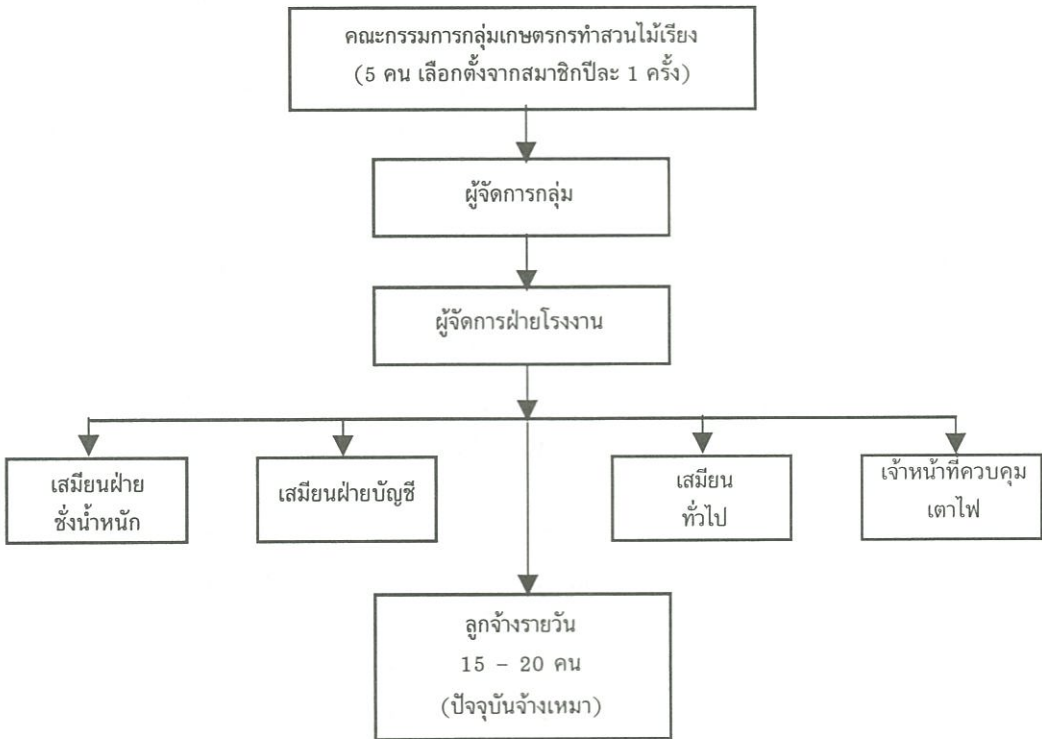 คณะกรรมการกลุ่มเกษตรกรทำสวนไม้เรียง
(5 คน เลือกตั้งจากสมาชิกปีละ 1 ครั้ง)
ผู้จัดการกลุ่ม
ผู้จัดการฝ่ายโรงงาน
เสมียนฝ่าย
ชั่งน้ำหนัก
เสมียนฝ่ายบัญชี
เสมียน
ทั่วไป
เจ้าหน้าที่ควบคุม
เตาไฟ
ลูกจ้างรายวัน
15 – 20 คน
(ปัจจุบันจ้างเหมา)